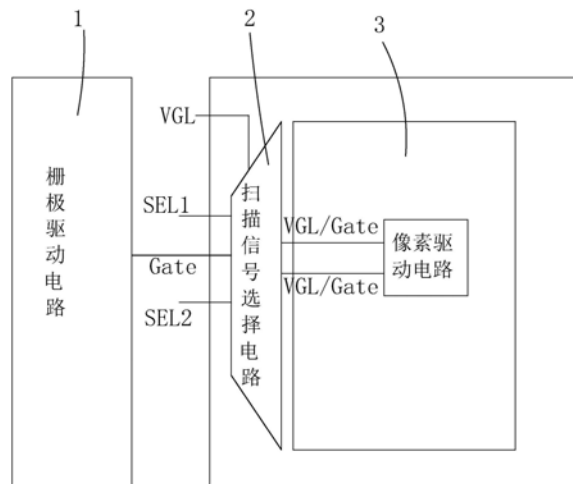 1
2
3
VGL
栅极驱动电路
扫描信号选择电路
SEL1
VGL/Gate
像素驱动电路
Gate
VGL/Gate
SEL2